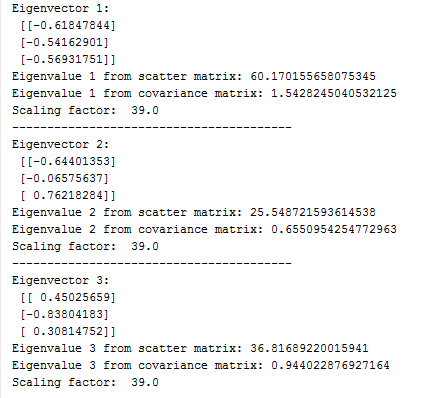 Eigenvector 1:
[[-0.61847844]
[-0.54162901]
[-0.56931751]]
Eigenvalue 1 from scatter matrix: 60.170155658075345
Eigenvalue 1 from covariance matrix: 1.5428245040532125
Scaling factor:  39.0
----------------------------------------
Eigenvector 2:
[[-0.64401353]
[-0.06575637]
[ 0.76218284]]
Eigenvalue 2 from scatter matrix: 25.548721593614538
Eigenvalue 2 from covariance matrix: 0.6550954254772963
Scaling factor:  39.0
----------------------------------------
Eigenvector 3:
[[ 0.45025659]
[-0.83804183]
[ 0.30814752]]
Eigenvalue 3 from scatter matrix: 36.81689220015941
Eigenvalue 3 from covariance matrix: 0.944022876927164
Scaling factor:  39.0